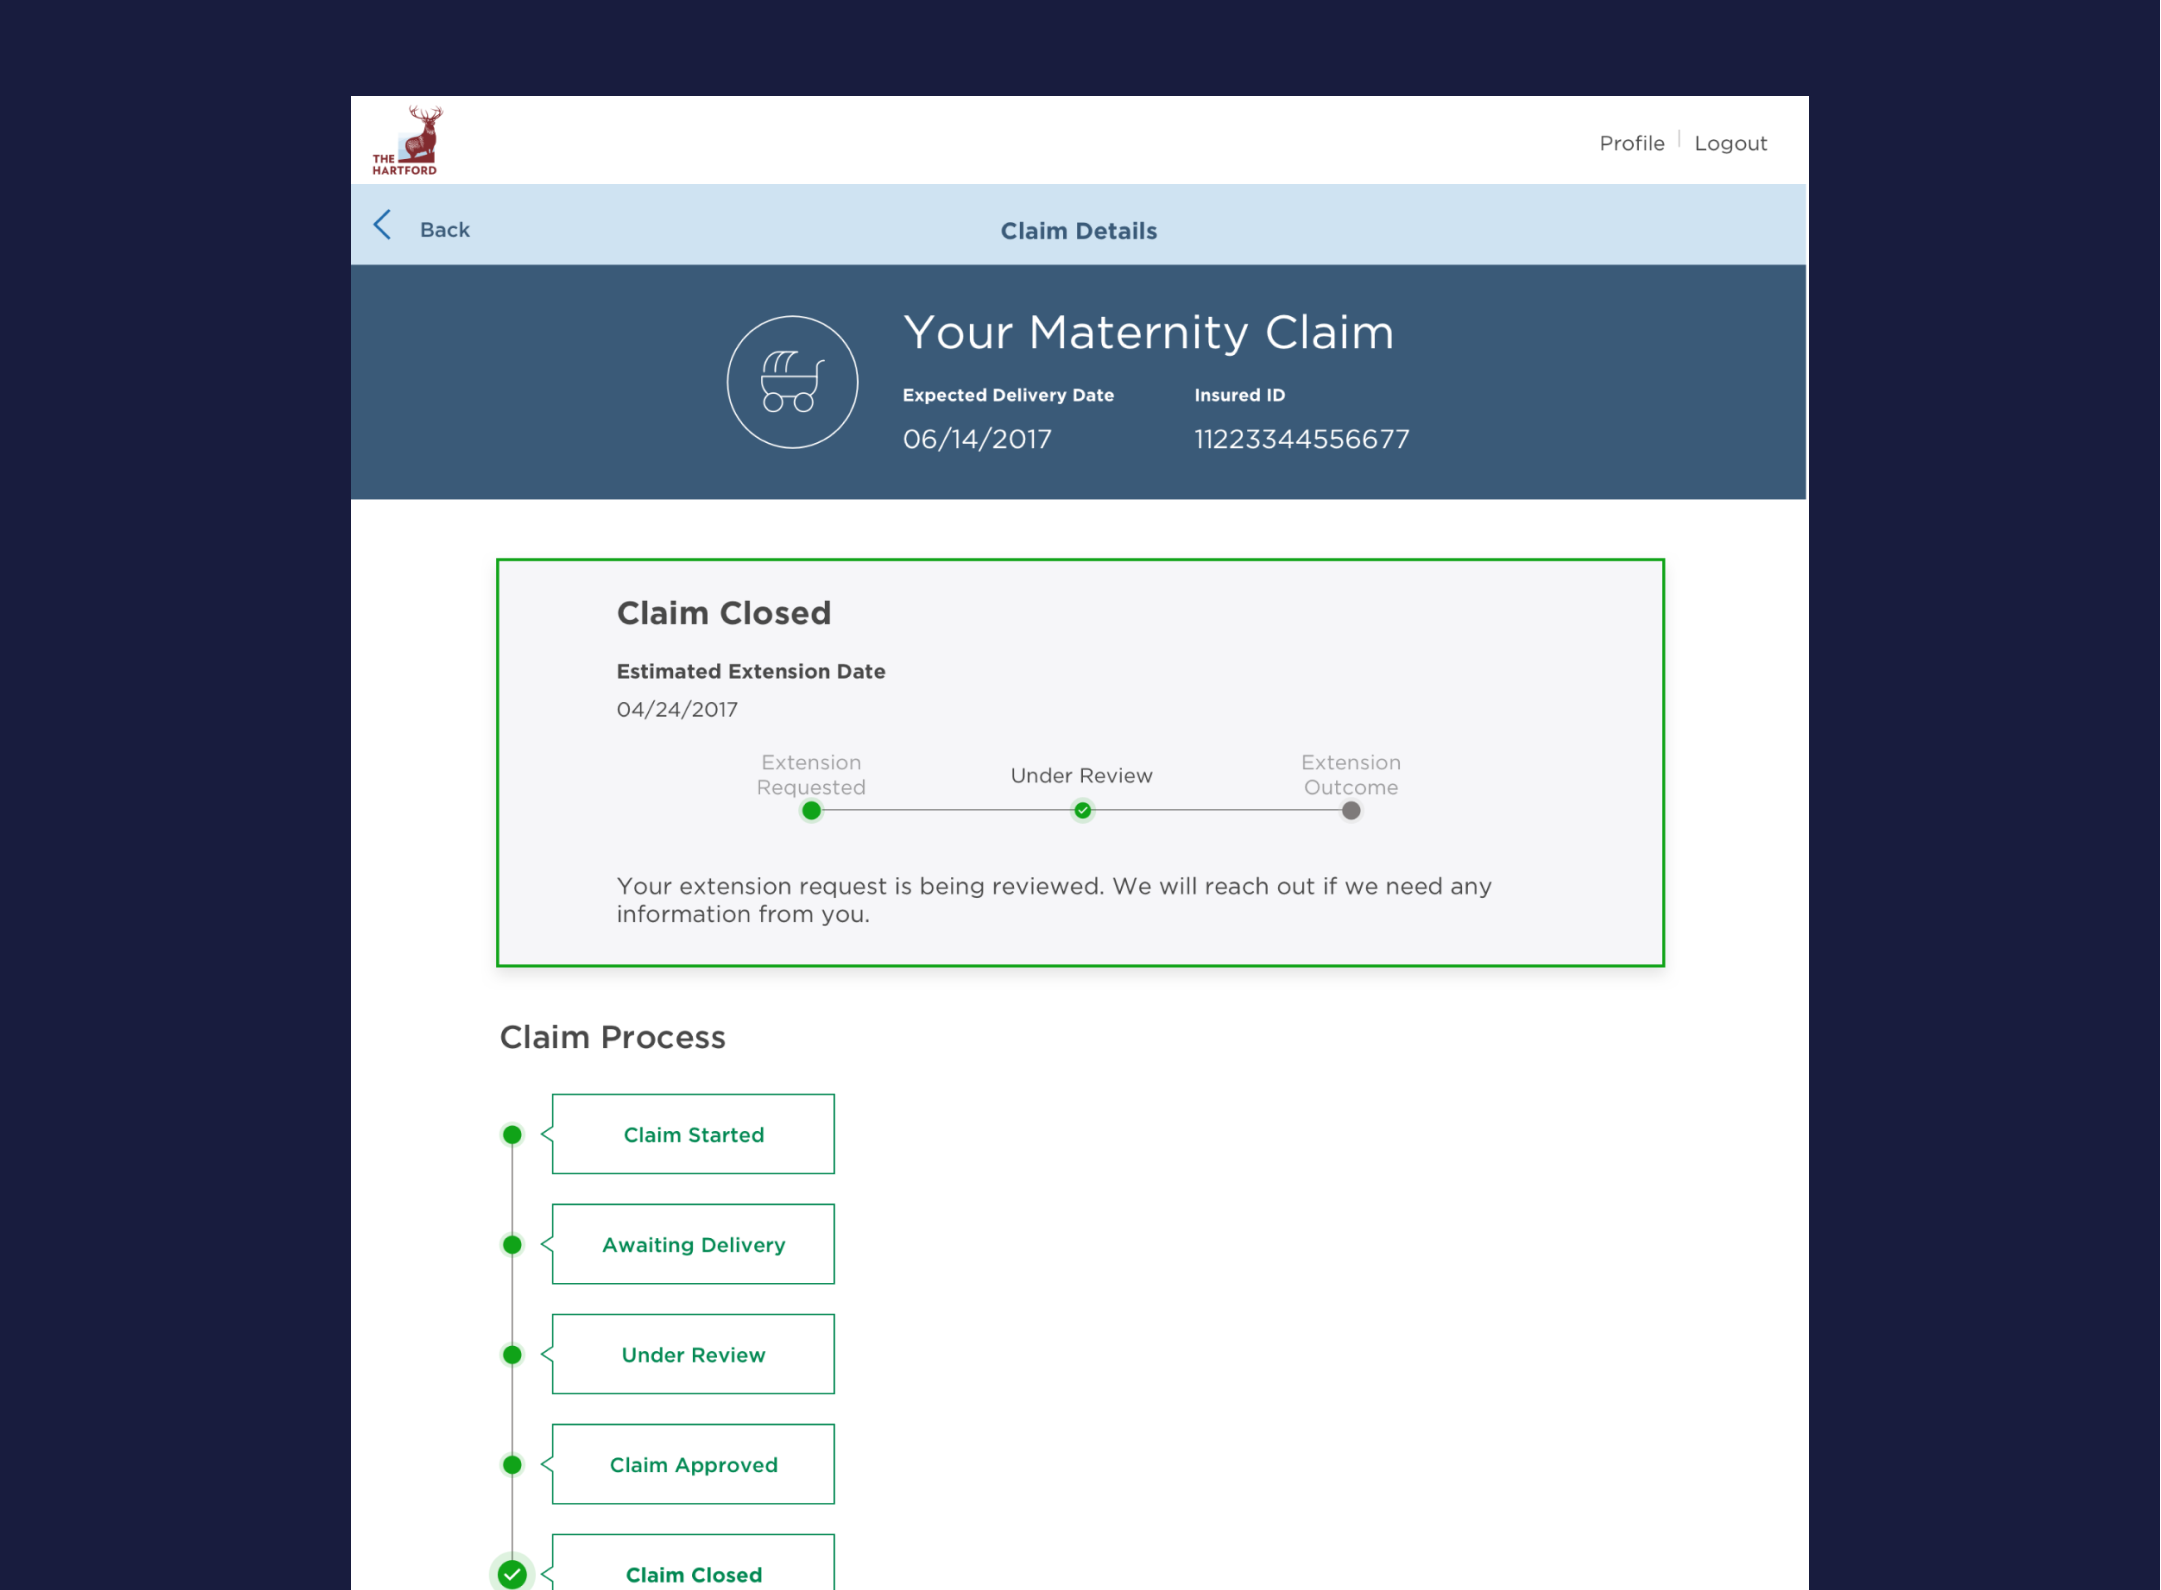 THE
HARTFORD
Profile
Logout
Back
Claim Details
Your Maternity Claim
Expected Delivery Date
Insured ID
06/14/2017
11223344556677
Claim Closed
Estimated Extension Date
04/24/2017
Extension
Requested
Under Review
Extension
Outcome
Your extension request is being reviewed. We will reach out if we need any
information from you.
Claim Process
Claim Started
Awaiting Delivery
Under Review
Claim Approved
Claim Closed